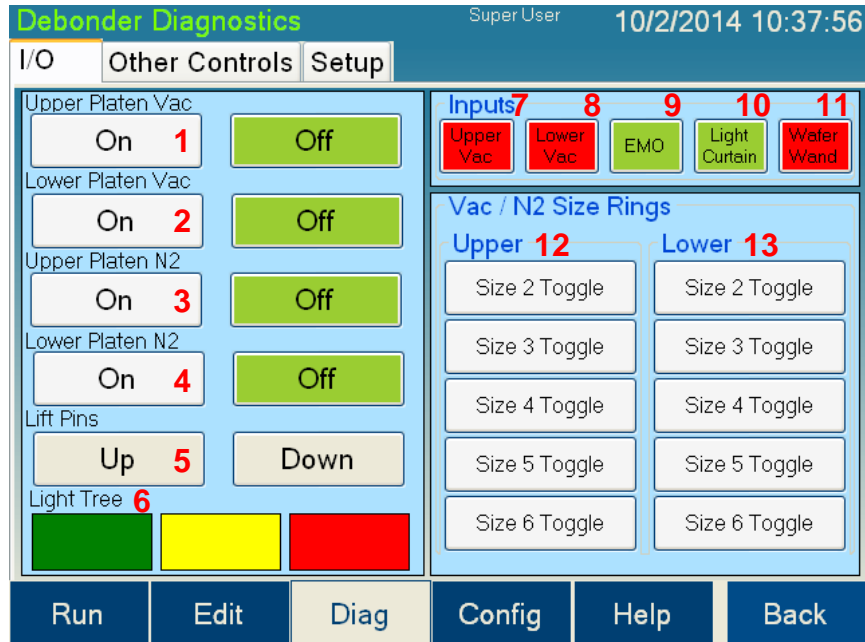 Debonder Diagnostics Super User 10/2/2014 10:37:56
I/O Other Controls Setup
Upper Platen Vac
On 1 Off
Lower Platen Vac
On 2 Off
Upper Platen N2
On 3 Off
Lower Platen N2
On 4 Off
Lift Pins
Up 5 Down
Light Tree 6
Inputs 7 8 9 10 11
Upper Vac
Lower Vac
EMO
Light Curtain
Wafer Wand
Vac / N2 Size Rings
Upper 12 Lower 13
Size 2 Toggle Size 2 Toggle
Size 3 Toggle Size 3 Toggle
Size 4 Toggle Size 4 Toggle
Size 5 Toggle Size 5 Toggle
Size 6 Toggle Size 6 Toggle
Run Edit Diag Config Help Back